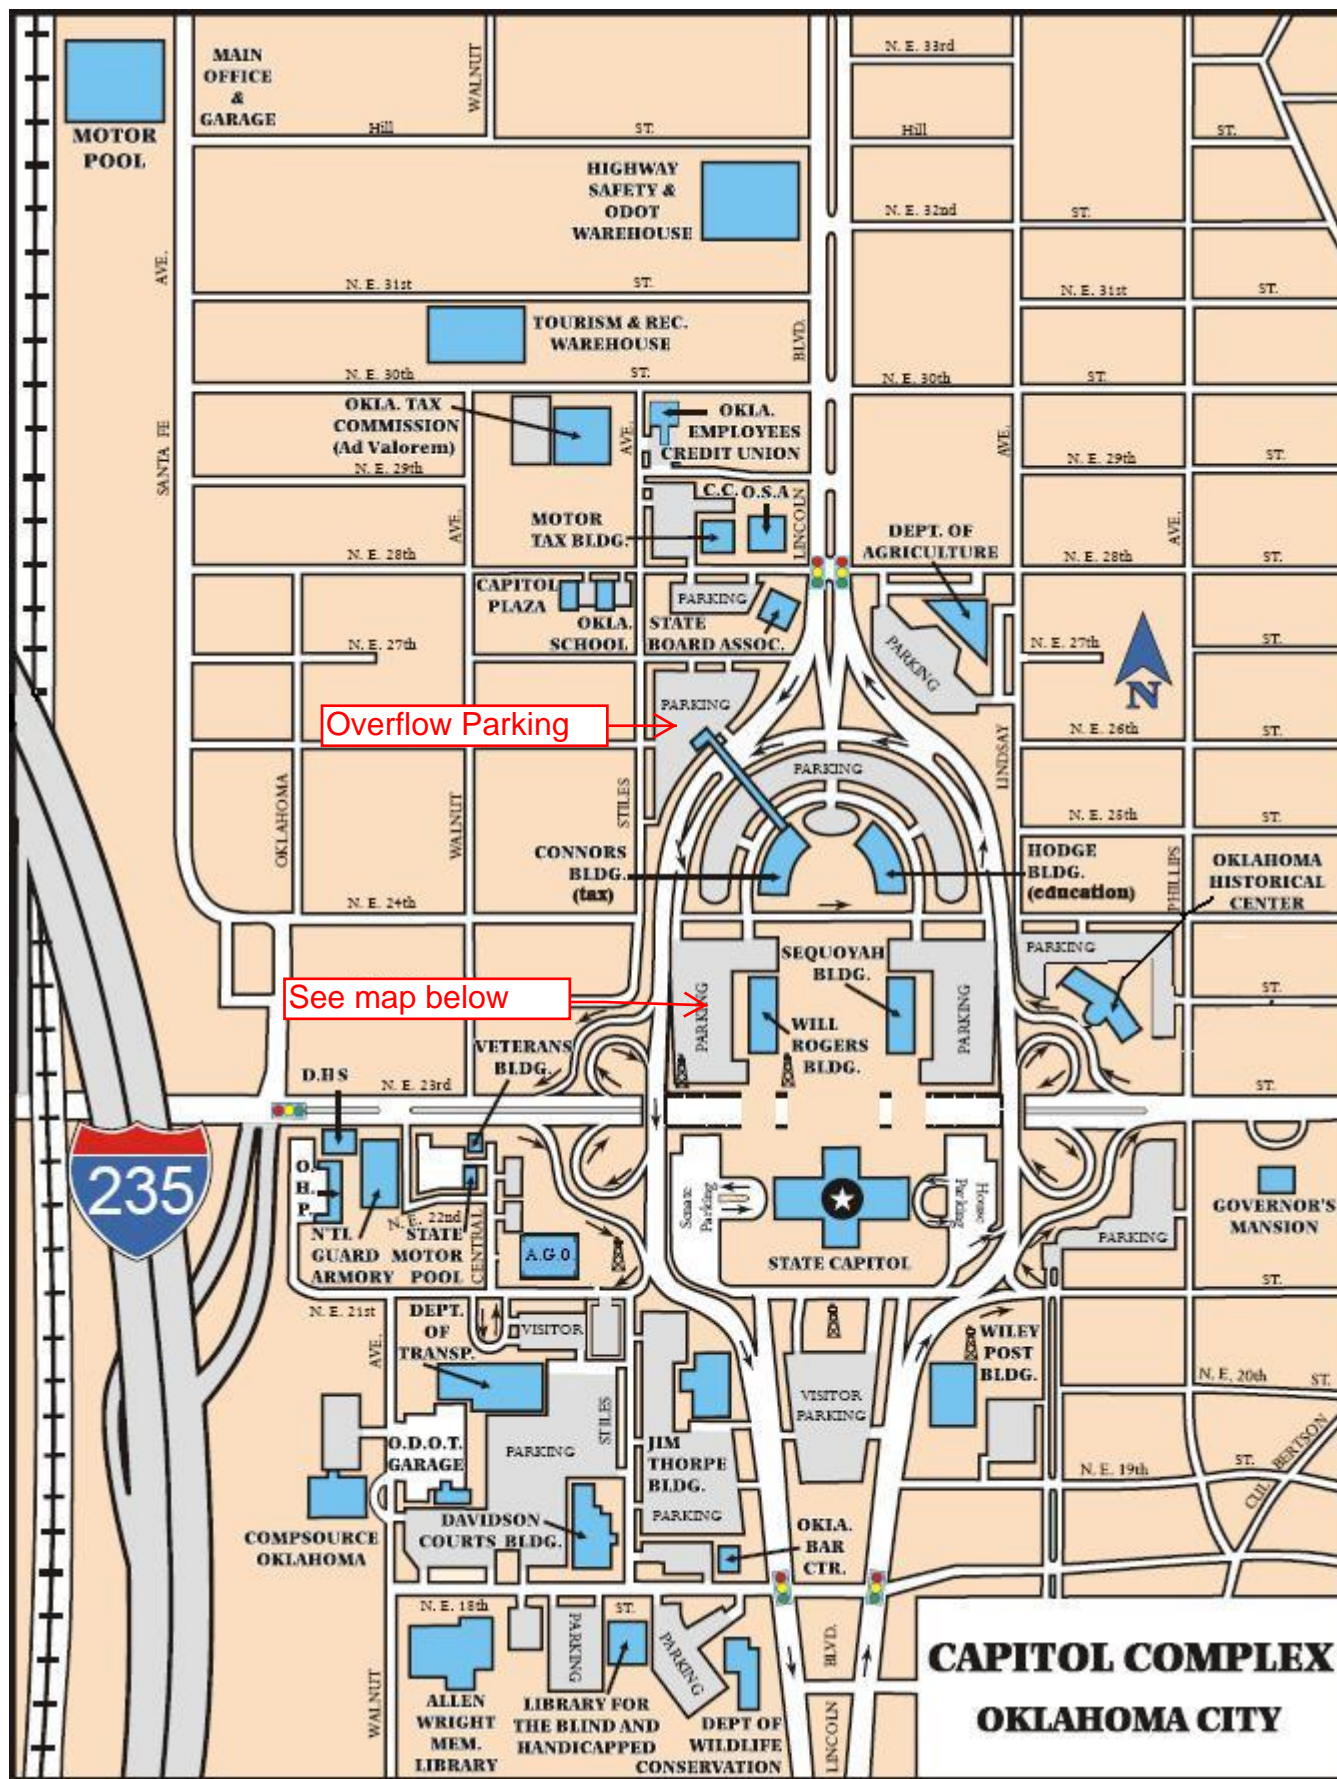 N. E. 33rd
MAIN
OFFICE
&
GARAGE
WALNUT
MOTOR
POOL
Hill
ST.
Hill
ST.
HIGHWAY
SAFETY &
ODOT
WAREHOUSE
N. E. 32nd
ST.
AVE.
N. E. 31st
ST.
N. E. 31st
ST.
TOURISM & REC.
WAREHOUSE
BLVD.
N. E. 30th
ST.
N. E. 30th
ST.
OKLA. TAX
COMMISSION
(Ad Valorem)
AVE.
OKLA.
EMPLOYEES
CREDIT UNION
AVE.
SANTA FE
N. E. 29th
N. E. 29th
ST.
C.C.
O.S.A
LINCOLN
MOTOR
TAX BLDG.
AVE.
DEPT. OF
AGRICULTURE
AVE.
N. E. 28th
N. E. 28th
ST.
CAPITOL
PLAZA
PARKING
OKLA.
SCHOOL
STATE
BOARD ASSOC.
N. E. 27th
PARKING
N. E. 27th
ST.
N
PARKING
Overflow Parking
N. E. 26th
ST.
LINDSAY
PARKING
OKLAHOMA
WALNUT
STILES
N. E. 25th
ST.
CONNORS
BLDG.
(tax)
HODGE
BLDG.
(education)
PHILLIPS
OKLAHOMA
HISTORICAL
CENTER
N. E. 24th
SEQUOYAH
BLDG.
PARKING
See map below
PARKING
PARKING
ST.
WILL
ROGERS
BLDG.
VETERANS
BLDG.
D.H S
N. E. 23rd
ST.
235
O.
H.
P.
Senate
Parking
House
Parking
GOVERNOR'S
MANSION
N. E. 22nd
N'TL
GUARD
ARMORY
STATE
MOTOR
POOL
CENTRAL
A.G.O.
STATE CAPITOL
PARKING
ST.
N. E. 21st
DEPT.
OF
TRANSP.
VISITOR
AVE.
WILEY
POST
BLDG.
N. E. 20th
ST.
VISITOR
PARKING
STILES
O.D.O.T.
GARAGE
PARKING
JIM
THORPE
BLDG.
N. E. 19th
ST.
CULBERTSON
COMPSOURCE
OKLAHOMA
DAVIDSON
COURTS BLDG.
PARKING
OKLA.
BAR
CTR.
N. E. 18th
ST.
PARKING
PARKING
BLVD.
WALNUT
ALLEN
WRIGHT
MEM.
LIBRARY
LIBRARY FOR
THE BLIND AND
HANDICAPPED
DEPT OF
WILDLIFE
CONSERVATION
LINCOLN
CAPITOL COMPLEX
OKLAHOMA CITY